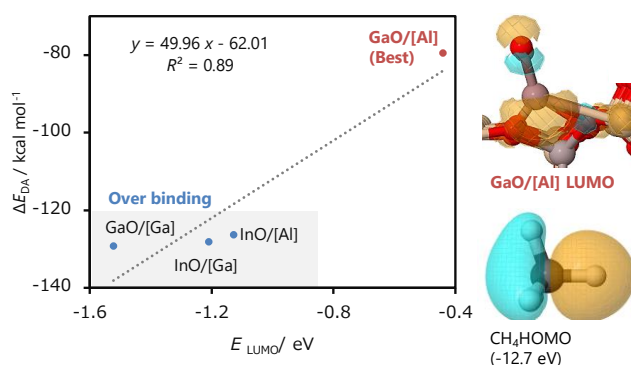 y = 49.96 x - 62.01
R² = 0.89
GaO/[Al]
(Best)
Over binding
GaO/[Ga]
InO/[Al]
InO/[Ga]
ΔE_DA / kcal mol⁻¹
-60
-80
-100
-120
-140
-1.6
-1.2
-0.8
-0.4
E LUMO/ eV
GaO/[Al] LUMO
CH₄HOMO
(-12.7 eV)